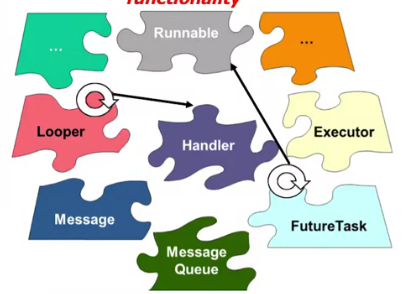 functionality
...
Runnable
...
Looper
Handler
Executor
Message
Message
Queue
FutureTask